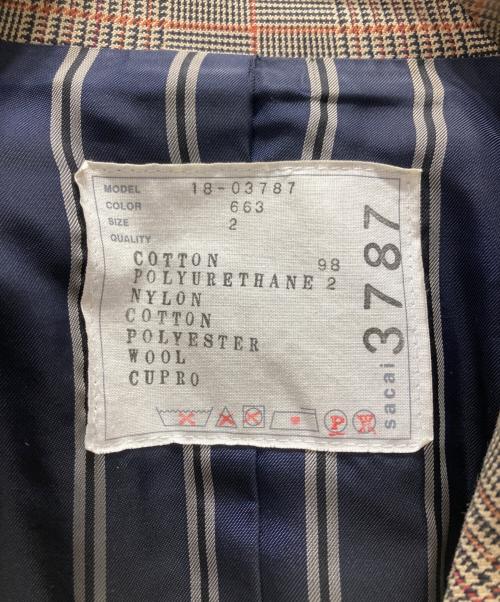 MODEL 18-03787
COLOR 663
SIZE 2
QUALITY
COTTON 98
POLYURETHANE 2
NYLON
COTTON
POLYESTER
WOOL
CUPRO
P
sacai 3787